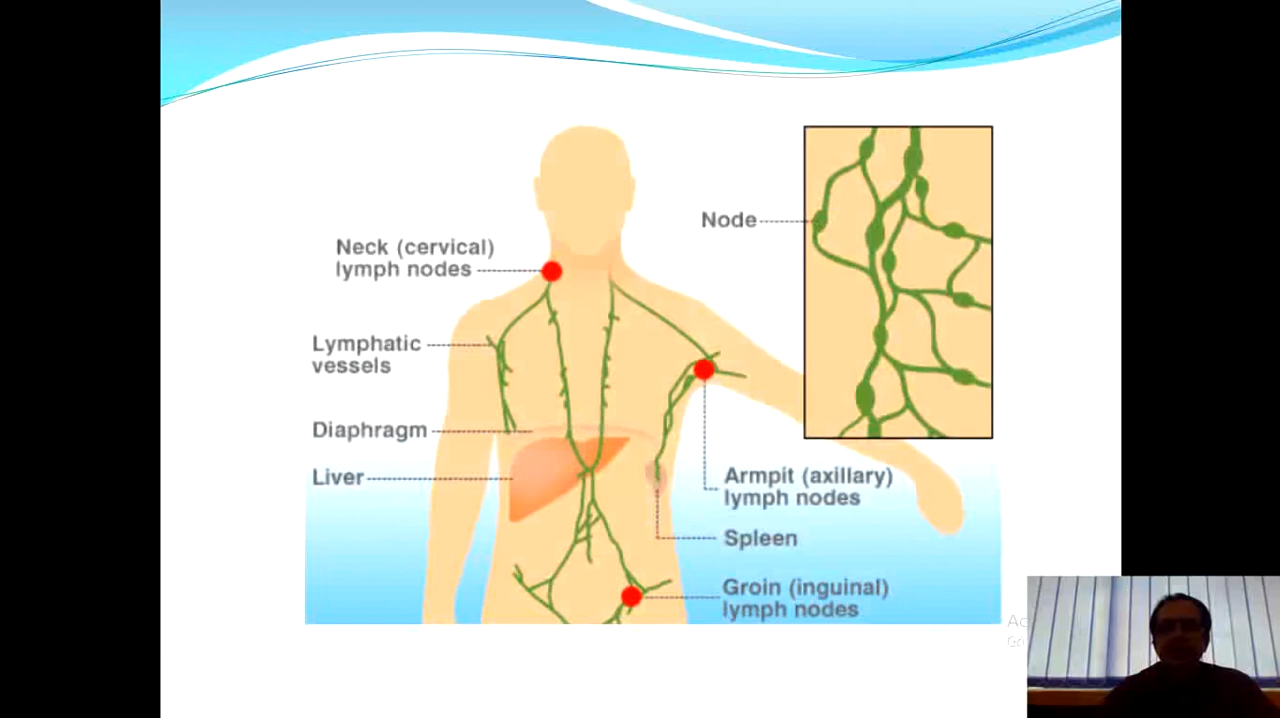 Node
Neck (cervical)
lymph nodes
Lymphatic
vessels
Diaphragm
Liver
Armpit (axillary)
lymph nodes
Spleen
Groin (inguinal)
lymph nodes